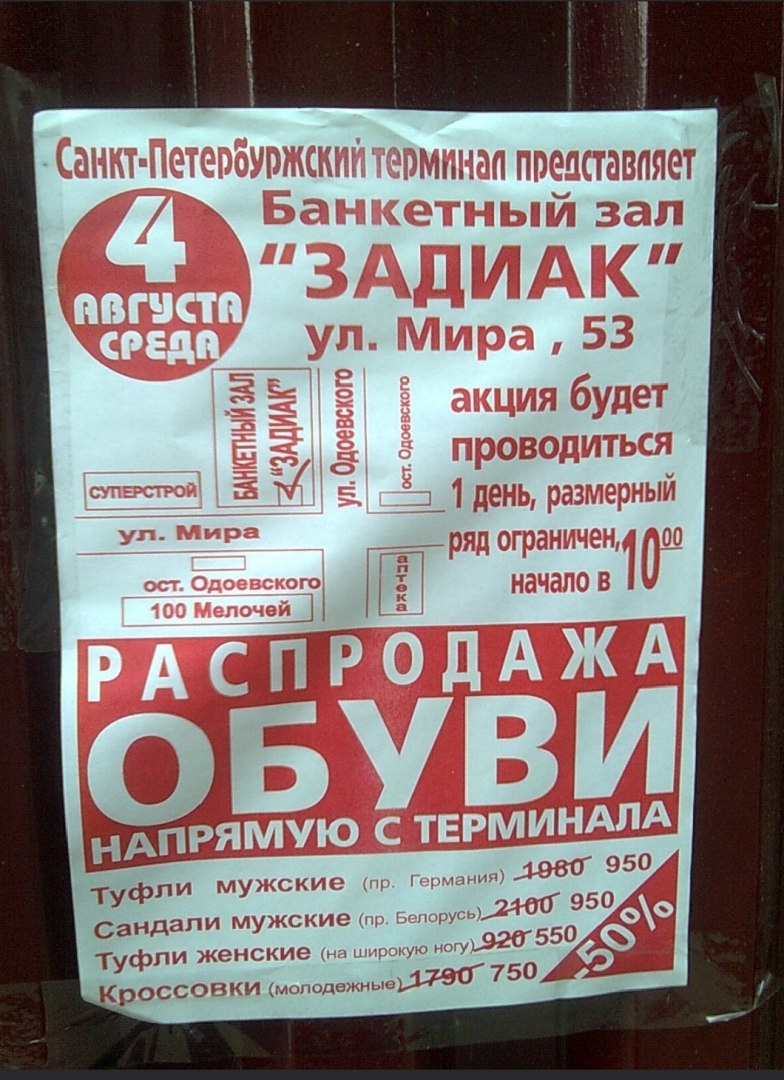 Санкт-Петербуржский терминал представляет
4
АВГУСТА
СРЕДА
Банкетный зал
"ЗАДИАК"
ул. Мира , 53
СУПЕРСТРОЙ
БАНКЕТНЫЙ ЗАЛ
"ЗАДИАК"
ул. Одоевского
ост. Одоевского
ул. Мира
ост. Одоевского
100 Мелочей
аптека
акция будет
проводиться
1 день, размерный
ряд ограничен,
начало в 10⁰⁰
РАСПРОДАЖА
ОБУВИ
НАПРЯМУЮ С ТЕРМИНАЛА
Туфли мужские (пр. Германия) 1980 950
Сандали мужские (пр. Белорусь) 2100 950
Туфли женские (на широкую ногу) 920 550
Кроссовки (молодежные) 1790 750
-50%